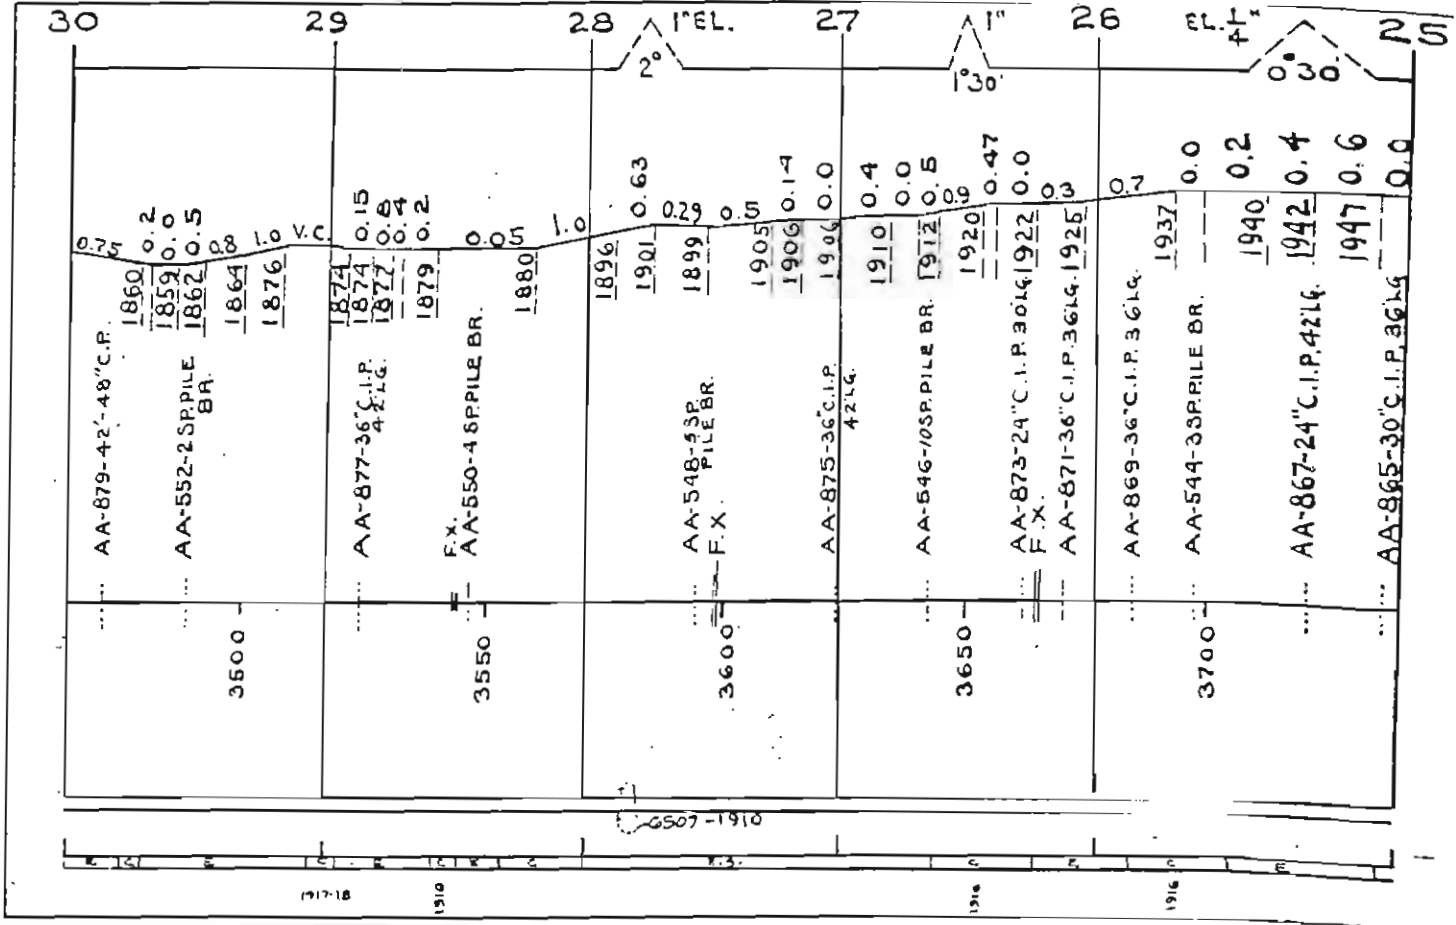 30 29 28 1"EL. 27 1" 26 EL. 1/4" 25
2° 1°30' 0°30'
0.75 0.2 0.0 0.5 0.8 1.0 V.C. 0.15 0.8 0.4 0.2 0.05 1.0 0.63 0.29 0.5 0.14 0.0 0.4 0.0 0.5 0.9 0.47 0.0 0.3 0.7 0.0 0.2 0.4 0.6 0.0
1860 1859 1862 1864 1876 1874 1874 1877 1879 1880 1896 1901 1899 1905 1906 1906 1910 1912 1920 1922 1925 1937 1940 1942 1947
AA-879-42'-48"C.P.
AA-552-2 SP.PILE
BR.
AA-877-36"C.I.P.
42'LG.
F.X.
AA-550-4 SP.PILE BR.
AA-548-53P.
PILE BR.
F.X.
AA-875-36"C.I.P.
42'LG.
AA-546-10SP.PILE BR.
AA-873-24"C.I.P. 30'LG.
F.X.
AA-871-36"C.I.P. 36'LG.
AA-869-36"C.I.P. 36'LG.
AA-544-33P.PILE BR.
AA-867-24"C.I.P. 42'LG.
AA-865-30"C.I.P. 36'LG
3500 3550 3600 3650 3700
6507-1910
C E C C C E C E
1917-18 1910 1916 1916